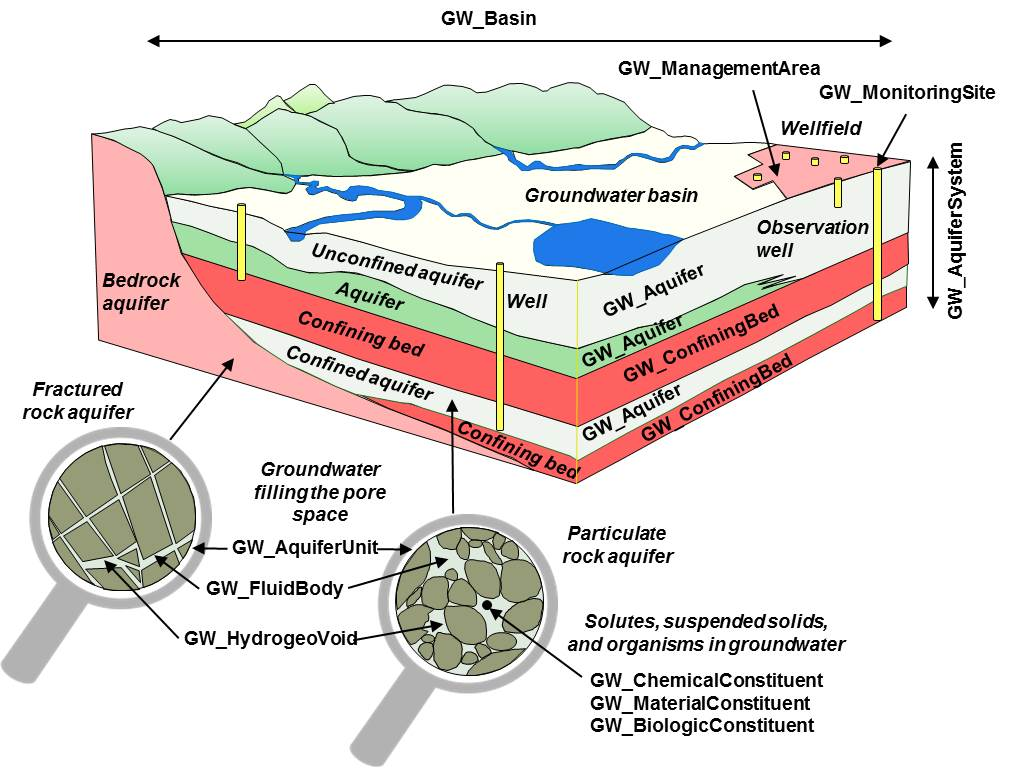 GW_Basin
GW_ManagementArea
GW_MonitoringSite
Wellfield
Groundwater basin
GW_AquiferSystem
Observation
well
Unconfined aquifer
GW_Aquifer
Bedrock
aquifer
Aquifer
Well
GW_Aquifer
Confining bed
GW_ConfiningBed
Confined aquifer
GW_Aquifer
GW_ConfiningBed
Confining bed
Fractured
rock aquifer
Groundwater
filling the pore
space
Particulate
rock aquifer
GW_AquiferUnit
GW_FluidBody
GW_HydrogeoVoid
Solutes, suspended solids,
and organisms in groundwater
GW_ChemicalConstituent
GW_MaterialConstituent
GW_BiologicConstituent